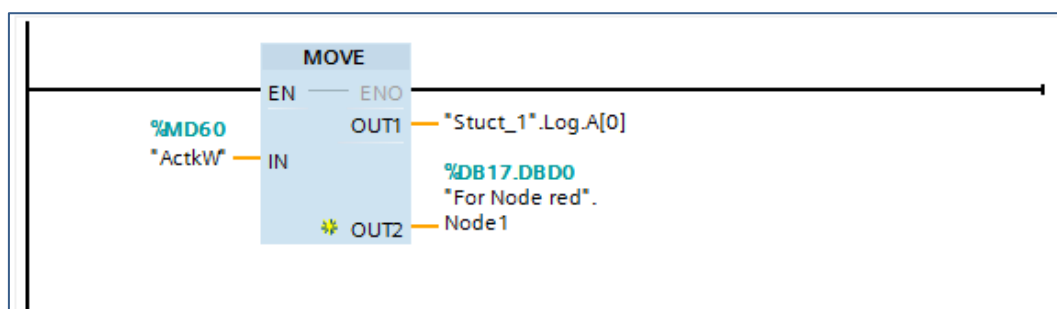 MOVE
EN ENO
%MD60
"ActkW"
IN
OUT1
"Stuct_1".Log.A[0]
%DB17.DBD0
"For Node red".
Node1
OUT2